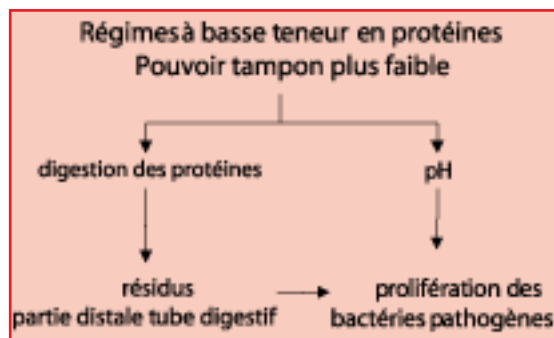 Régimes à basse teneur en protéines
Pouvoir tampon plus faible
digestion des protéines
pH
résidus
partie distale tube digestif
prolifération des
bactéries pathogènes